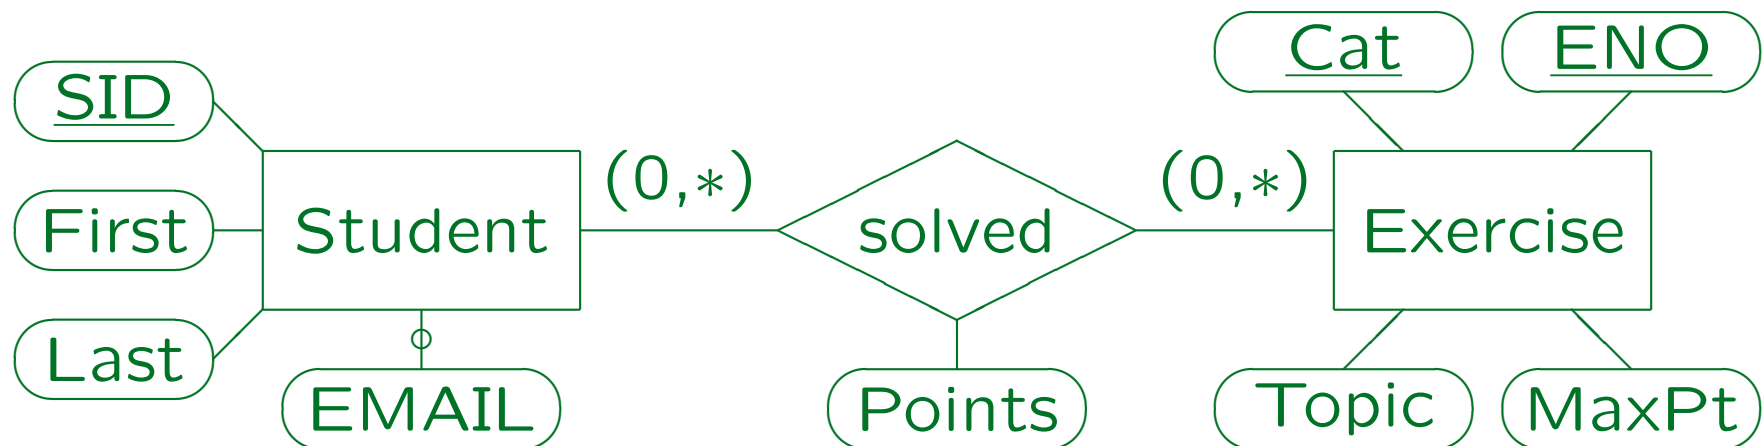 Cat ENO
SID
(0,*) (0,*)
First Student solved Exercise
Last
EMAIL Points Topic MaxPt